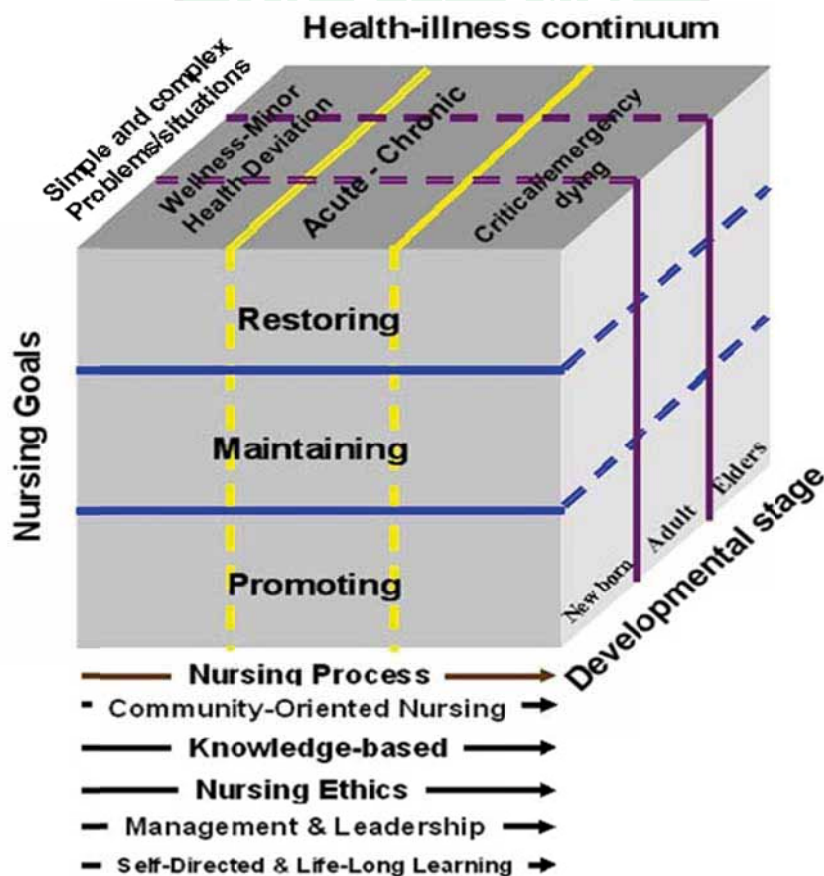 Health-illness continuum
Simple and complex
Problems/situations
Wellness-Minor
Health Deviation
Acute - Chronic
Critical/emergency
dying
Nursing Goals
Restoring
Maintaining
Promoting
Newborn
Adult
Elders
Developmental stage
Nursing Process
Community-Oriented Nursing
Knowledge-based
Nursing Ethics
Management & Leadership
Self-Directed & Life-Long Learning